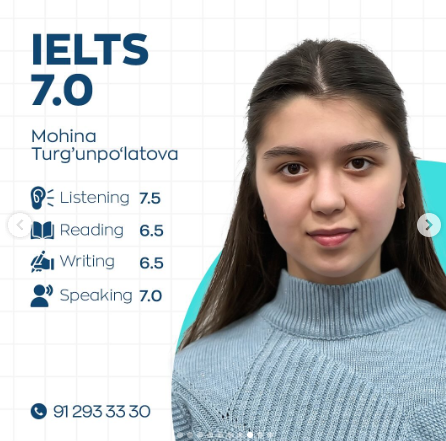 IELTS
7.0
Mohina
Turg'unpo'latova
Listening 7.5
Reading 6.5
Writing 6.5
Speaking 7.0
91 293 33 30